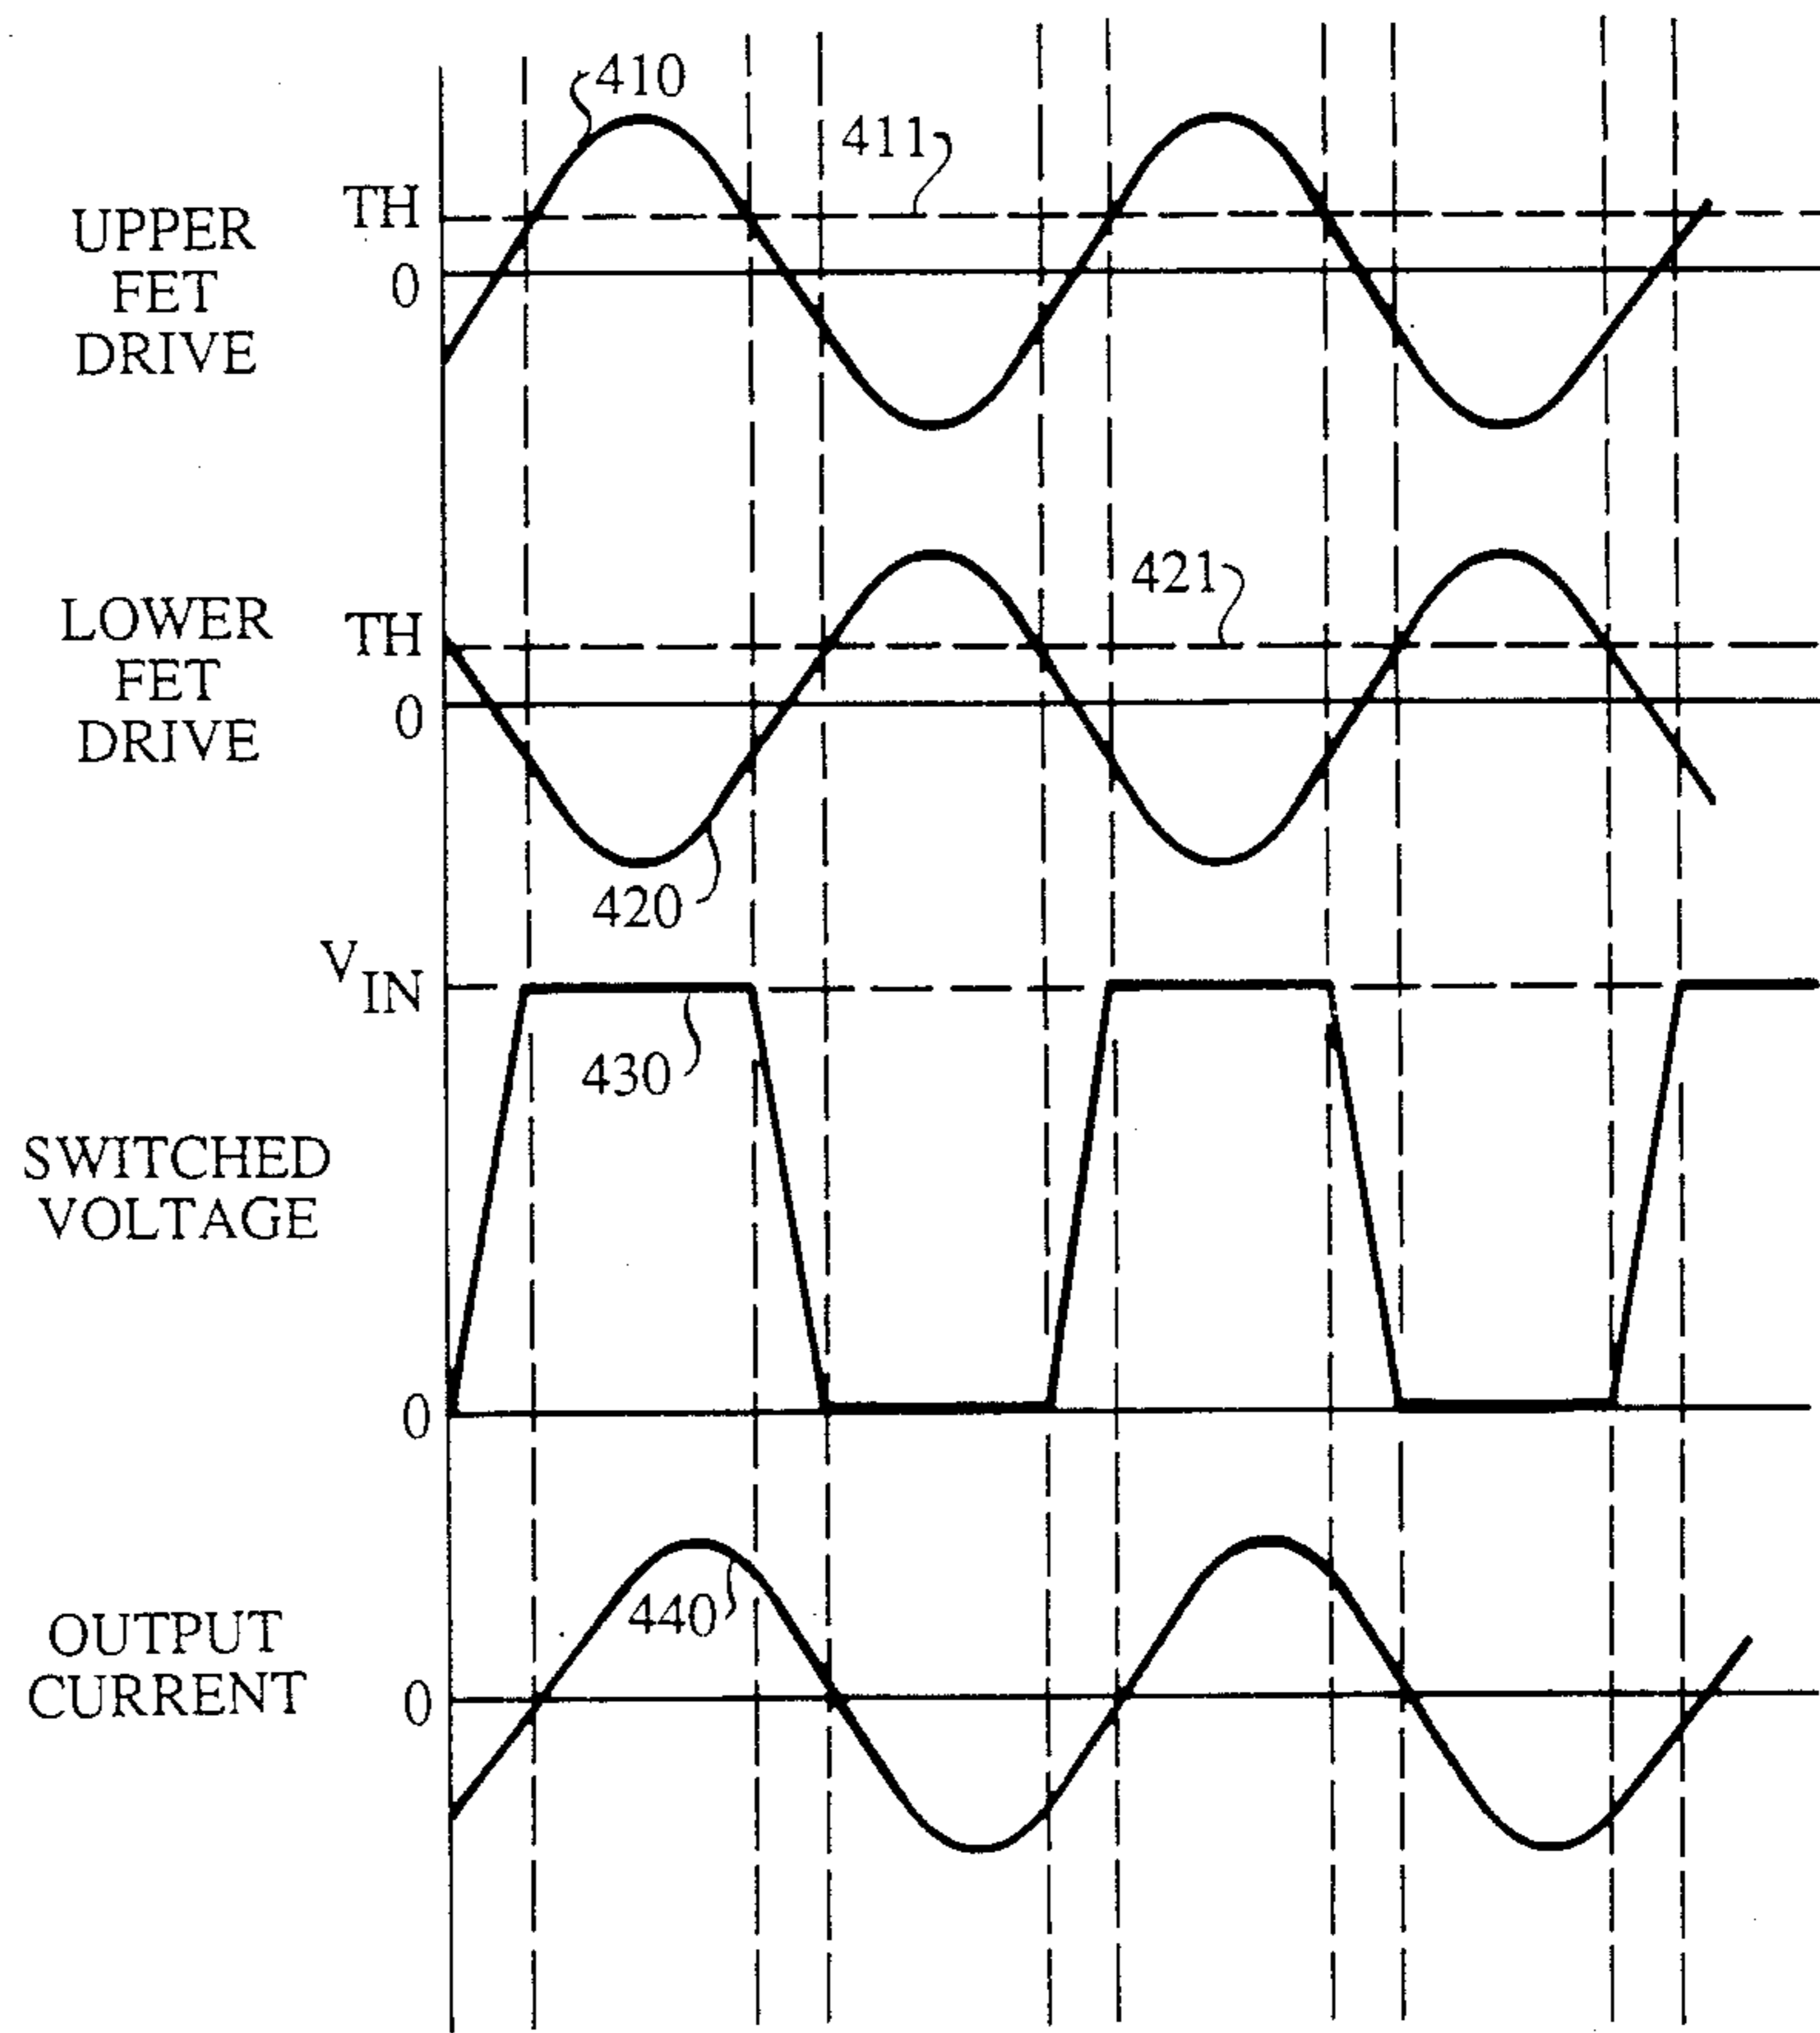 410
411
UPPER
FET
DRIVE
TH
0
421
LOWER
FET
DRIVE
TH
0
420
V IN
430
SWITCHED
VOLTAGE
0
440
OUTPUT
CURRENT
0